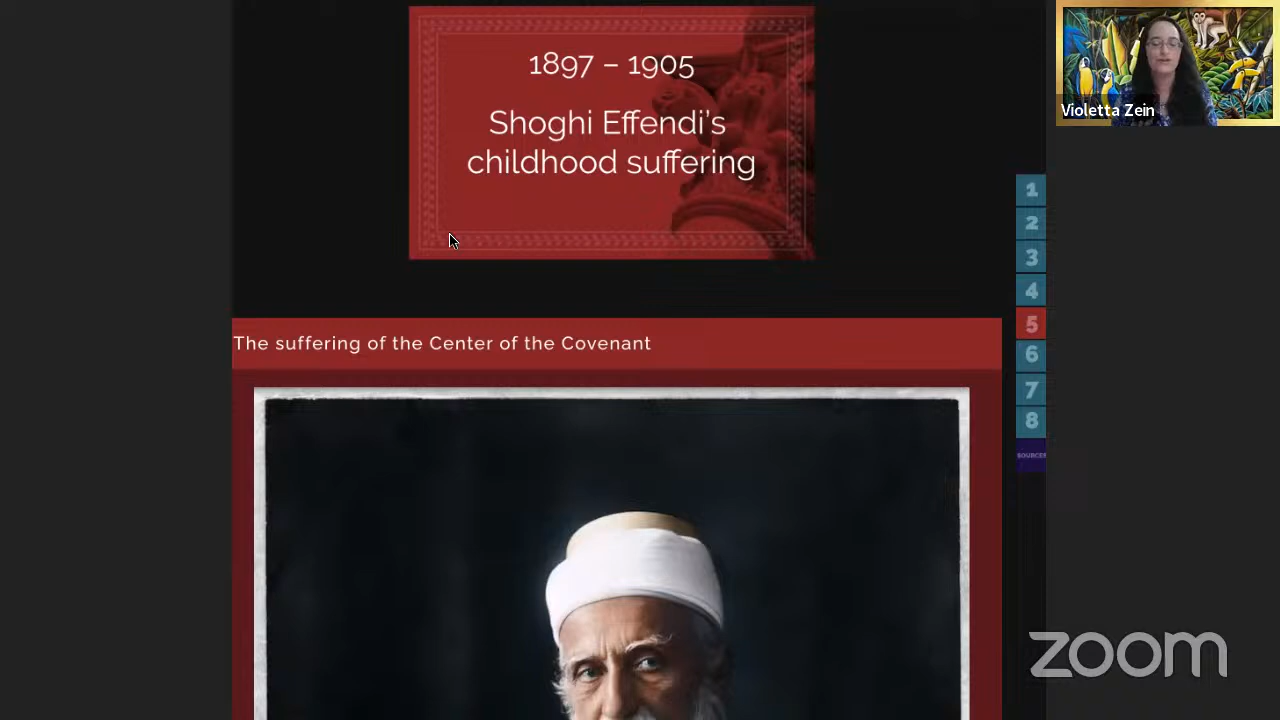 1897 – 1905
Shoghi Effendi's
childhood suffering
Violetta Zein
The suffering of the Center of the Covenant
1
2
3
4
5
6
7
8
SOURCES
zoom